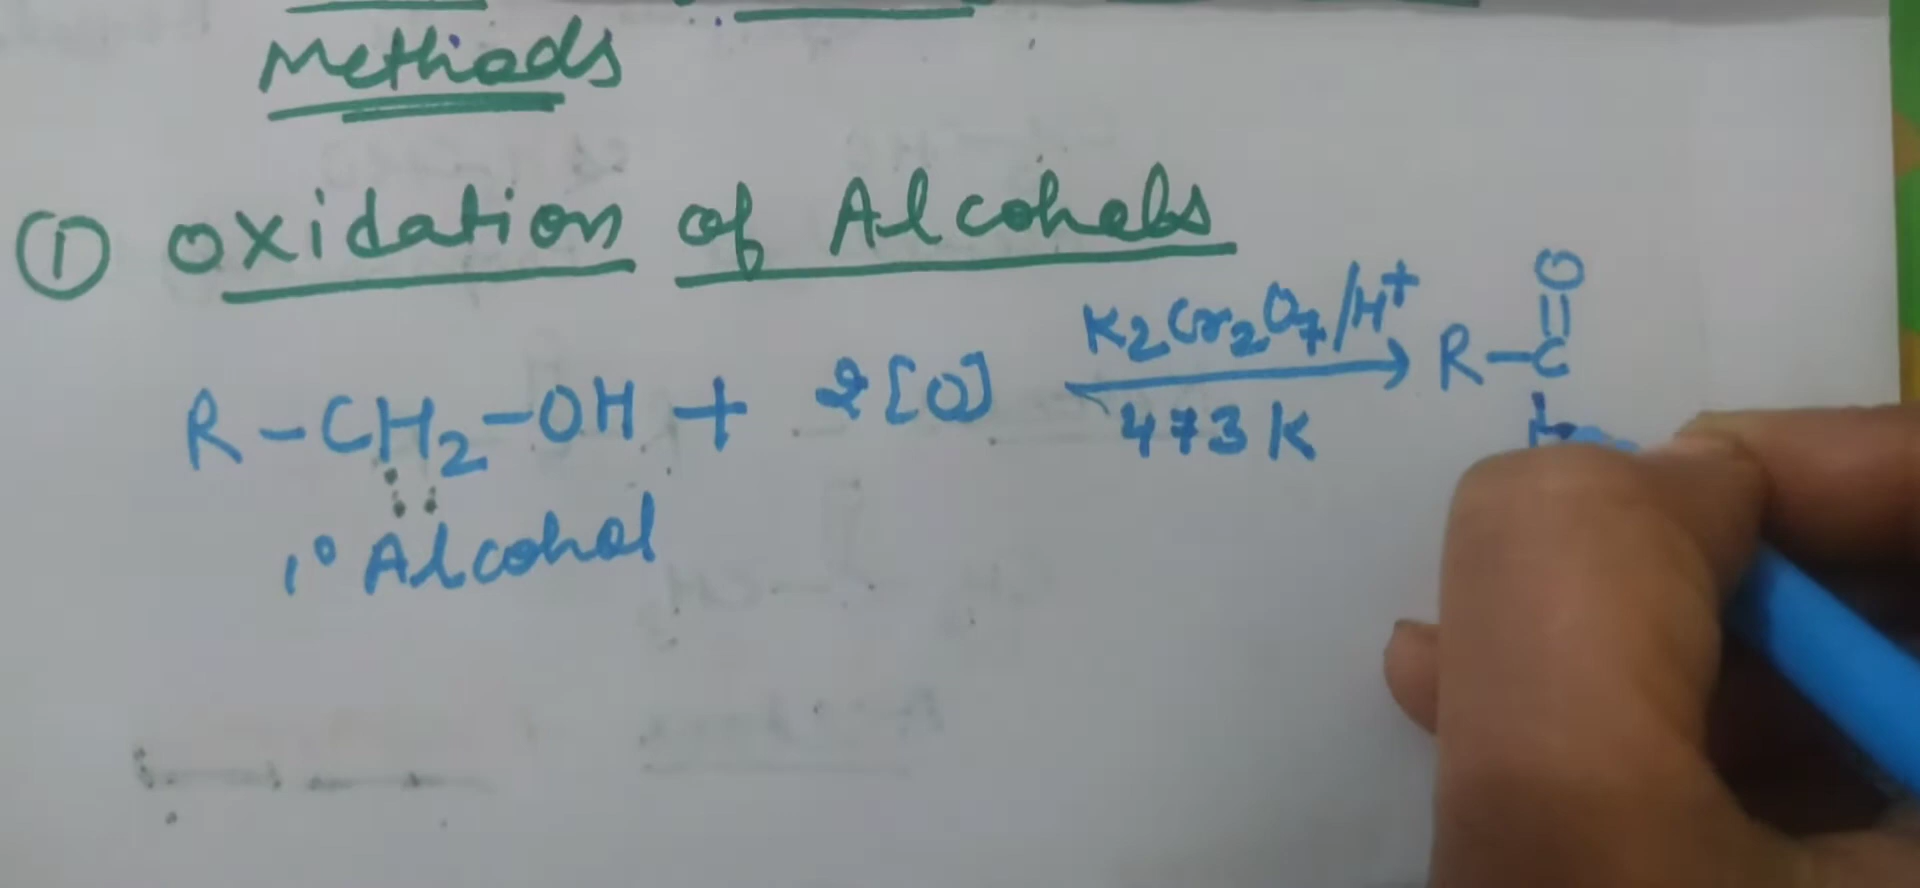 Methods
① Oxidation of Alcohols
K2Cr2O7/H+
O
R-CH2-OH + 2[O] → R-C
473K
H
1° Alcohol